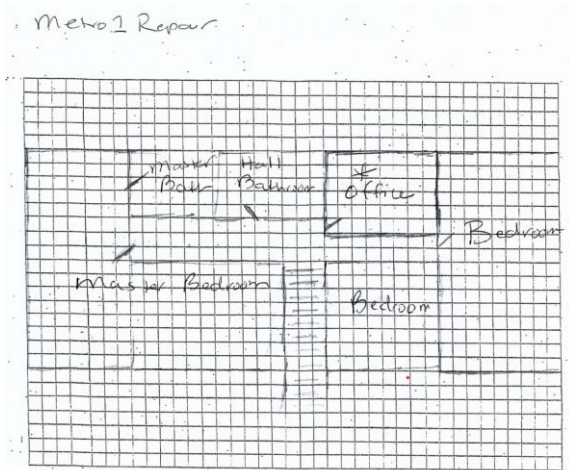 Metro 1 Repair
Master
Bath
Hall
Bathroom
*
Office
Bedroom
Master Bedroom
Bedroom